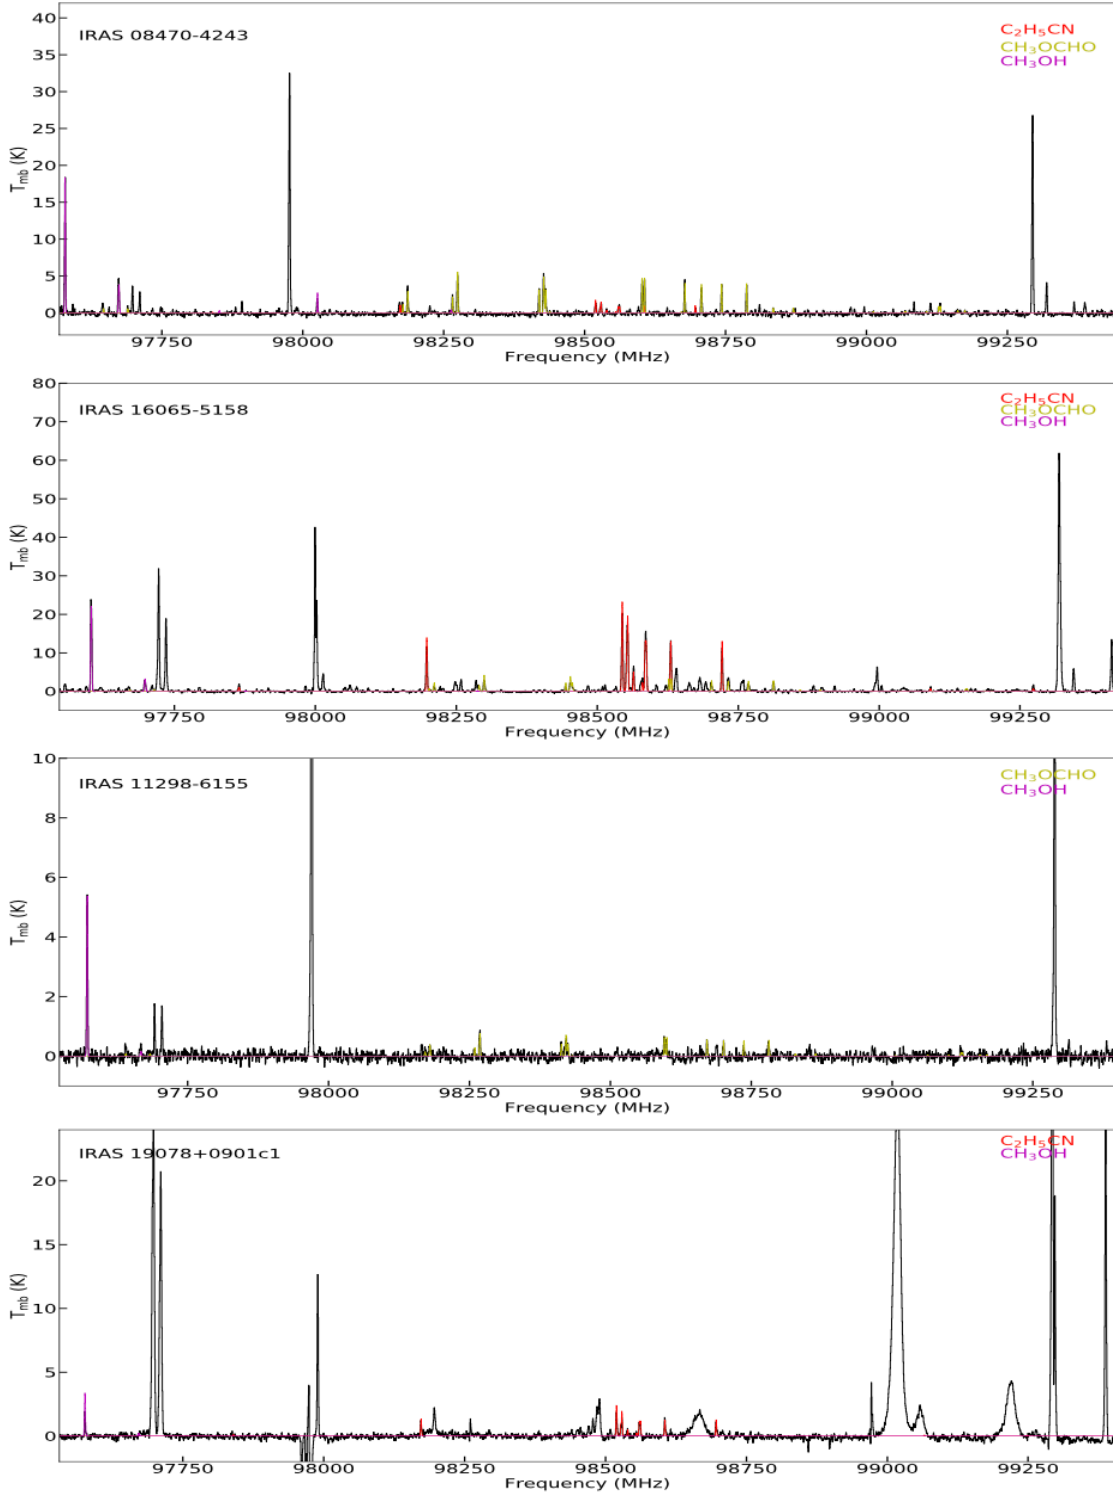 40
35
30
25
20
15
10
5
0
T_mb (K)
IRAS 08470-4243
C₂H₅CN
CH₃OCHO
CH₃OH
97750 98000 98250 98500 98750 99000 99250
Frequency (MHz)
80
70
60
50
40
30
20
10
0
T_mb (K)
IRAS 16065-5158
C₂H₅CN
CH₃OCHO
CH₃OH
97750 98000 98250 98500 98750 99000 99250
Frequency (MHz)
10
8
6
4
2
0
T_mb (K)
IRAS 11298-6155
CH₃OCHO
CH₃OH
97750 98000 98250 98500 98750 99000 99250
Frequency (MHz)
20
15
10
5
0
T_mb (K)
IRAS 19078+0901c1
C₂H₅CN
CH₃OH
97750 98000 98250 98500 98750 99000 99250
Frequency (MHz)